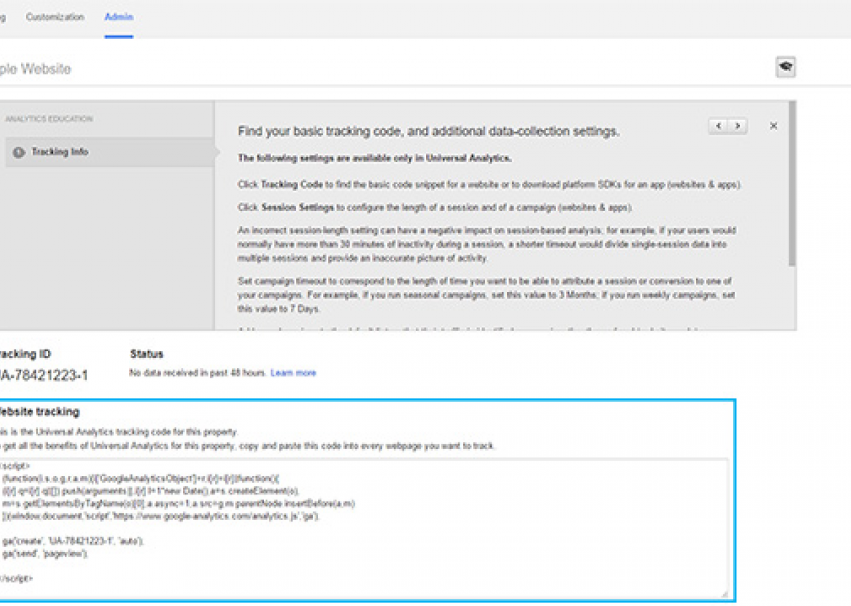 g Customization Admin
ple Website
ANALYTICS EDUCATION
Tracking Info
Find your basic tracking code, and additional data-collection settings.
The following settings are available only in Universal Analytics.
Click Tracking Code to find the basic code snippet for a website or to download platform SDKs for an app (websites & apps).
Click Session Settings to configure the length of a session and of a campaign (websites & apps).
An incorrect session-length setting can have a negative impact on session-based analysis; for example, if your users would
normally have more than 30 minutes of inactivity during a session, a shorter timeout would divide single-session data into
multiple sessions and provide an inaccurate picture of activity.
Set campaign timeout to correspond to the length of time you want to be able to attribute a session or conversion to one of
your campaigns. For example, if you run seasonal campaigns, set this value to 3 Months; if you run weekly campaigns, set
this value to 7 Days.
racking ID
Status
UA-78421223-1
No data received in past 48 hours. Learn more
ebsite tracking
is is the Universal Analytics tracking code for this property.
get all the benefits of Universal Analytics for this property, copy and paste this code into every webpage you want to track.
script>
(function(i,s,o,g,r,a,m){i['GoogleAnalyticsObject']=r;i[r]=i[r]||function(){
(i[r].q=i[r].q||[]).push(arguments)},i[r].l=1*new Date();a=s.createElement(o),
m=s.getElementsByTagName(o)[0];a.async=1;a.src=g;m.parentNode.insertBefore(a,m)
})(window,document,'script','https://www.google-analytics.com/analytics.js','ga');
ga('create', 'UA-78421223-1', 'auto');
ga('send', 'pageview');
/script>